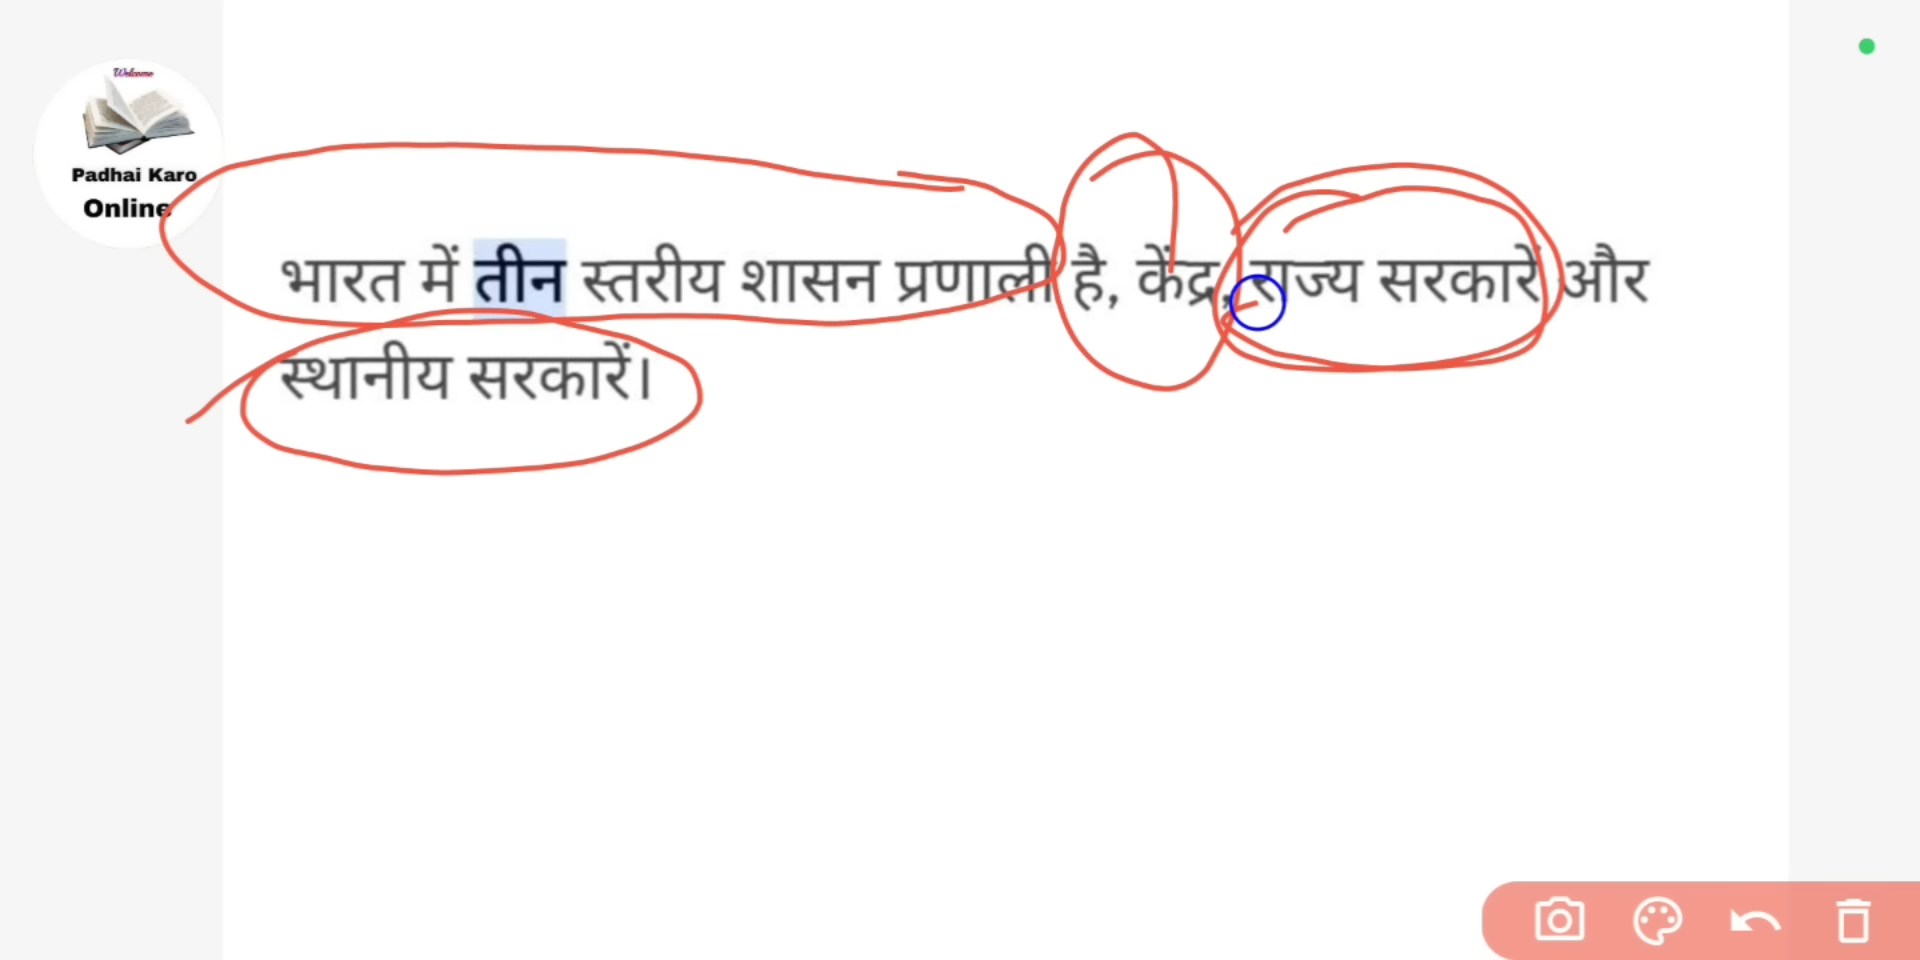 Welcome
Padhai Karo
Online
भारत में तीन स्तरीय शासन प्रणाली है, केंद्र, राज्य सरकारें और
स्थानीय सरकारें।